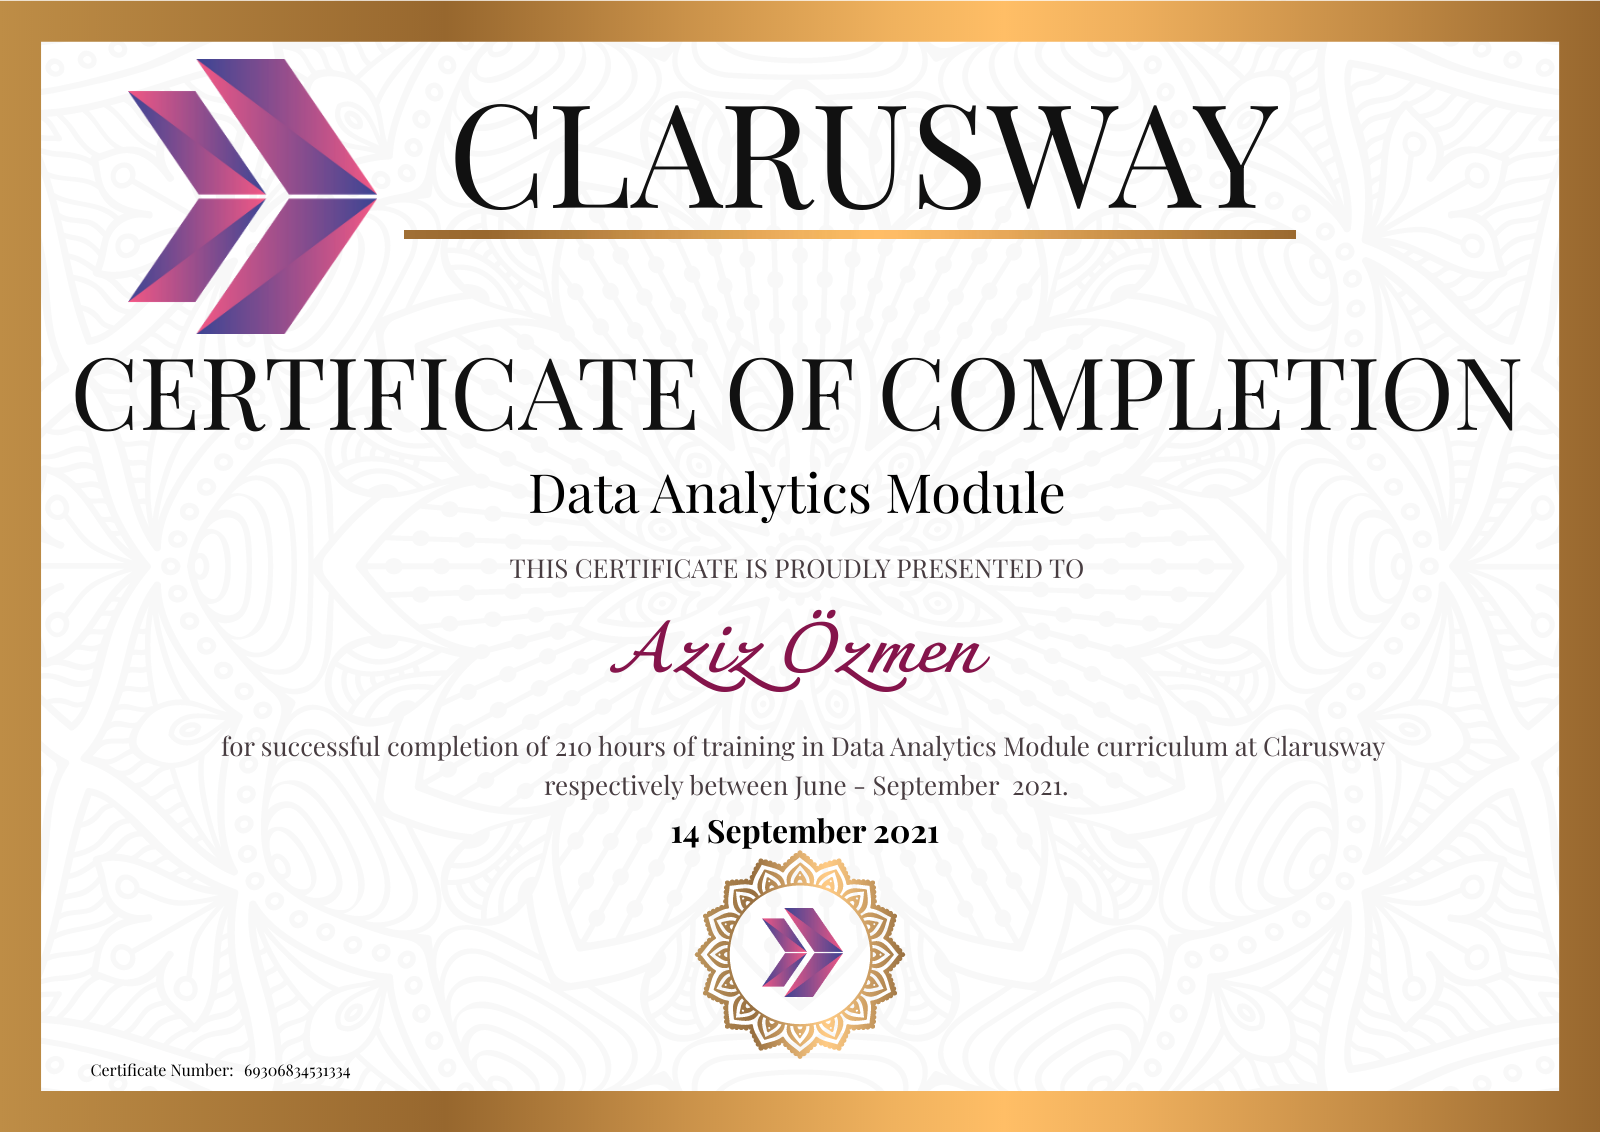 CLARUSWAY
CERTIFICATE OF COMPLETION
Data Analytics Module
THIS CERTIFICATE IS PROUDLY PRESENTED TO
Aziz Özmen
for successful completion of 210 hours of training in Data Analytics Module curriculum at Clarusway
respectively between June - September 2021.
14 September 2021
Certificate Number: 69306834531334